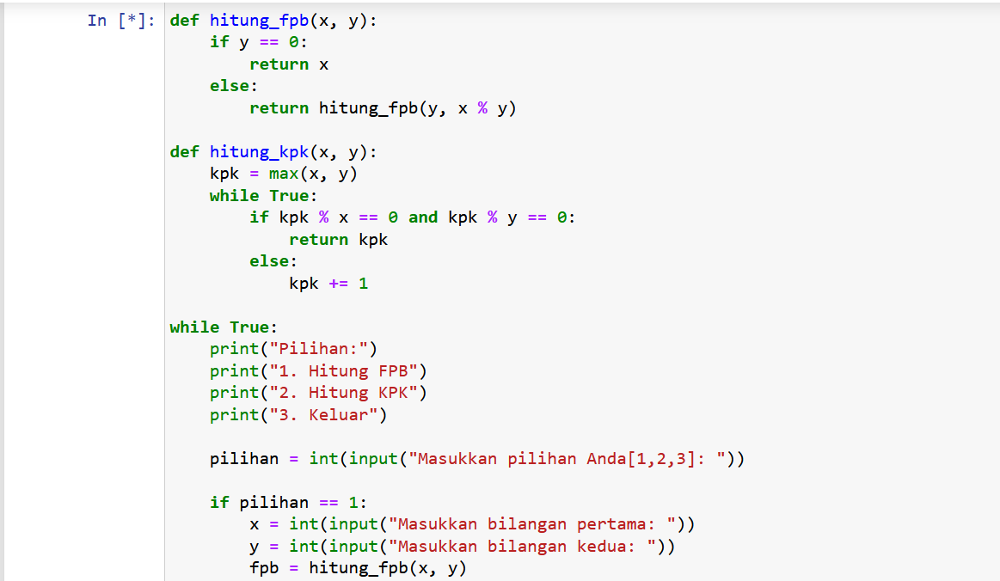 In [*]: def hitung_fpb(x, y):
    if y == 0:
        return x
    else:
        return hitung_fpb(y, x % y)

def hitung_kpk(x, y):
    kpk = max(x, y)
    while True:
        if kpk % x == 0 and kpk % y == 0:
            return kpk
        else:
            kpk += 1

while True:
    print("Pilihan:")
    print("1. Hitung FPB")
    print("2. Hitung KPK")
    print("3. Keluar")

    pilihan = int(input("Masukkan pilihan Anda[1,2,3]: "))

    if pilihan == 1:
        x = int(input("Masukkan bilangan pertama: "))
        y = int(input("Masukkan bilangan kedua: "))
        fpb = hitung_fpb(x, y)